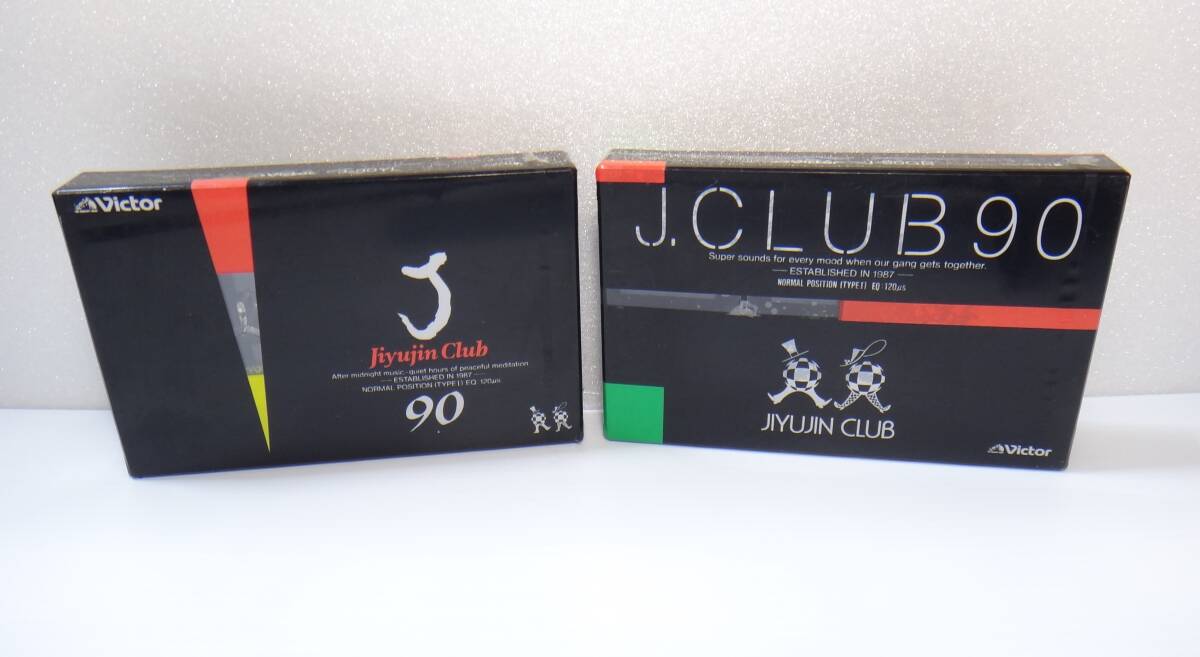 Victor
J
Jiyujin Club
After midnight music-quiet hours of peaceful meditation
ESTABLISHED IN 1987
NORMAL POSITION (TYPE I) EQ:120μs
90
J.CLUB 90
Super sounds for every mood when our gang gets together.
ESTABLISHED IN 1987
NORMAL POSITION (TYPE I) EQ:120μs
JIYUJIN CLUB
Victor